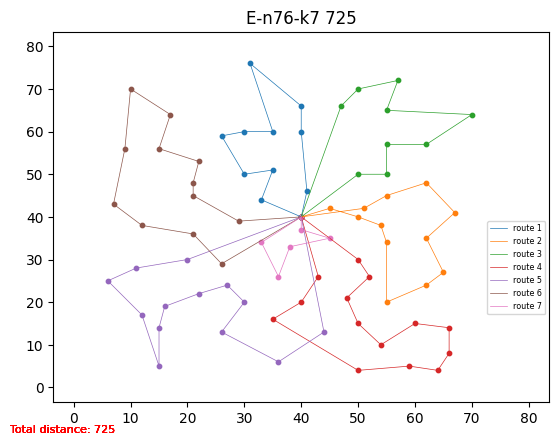 E-n76-k7 725
80
70
60
50
40
30
20
10
0
route 1
route 2
route 3
route 4
route 5
route 6
route 7
0 10 20 30 40 50 60 70 80
Total distance: 725